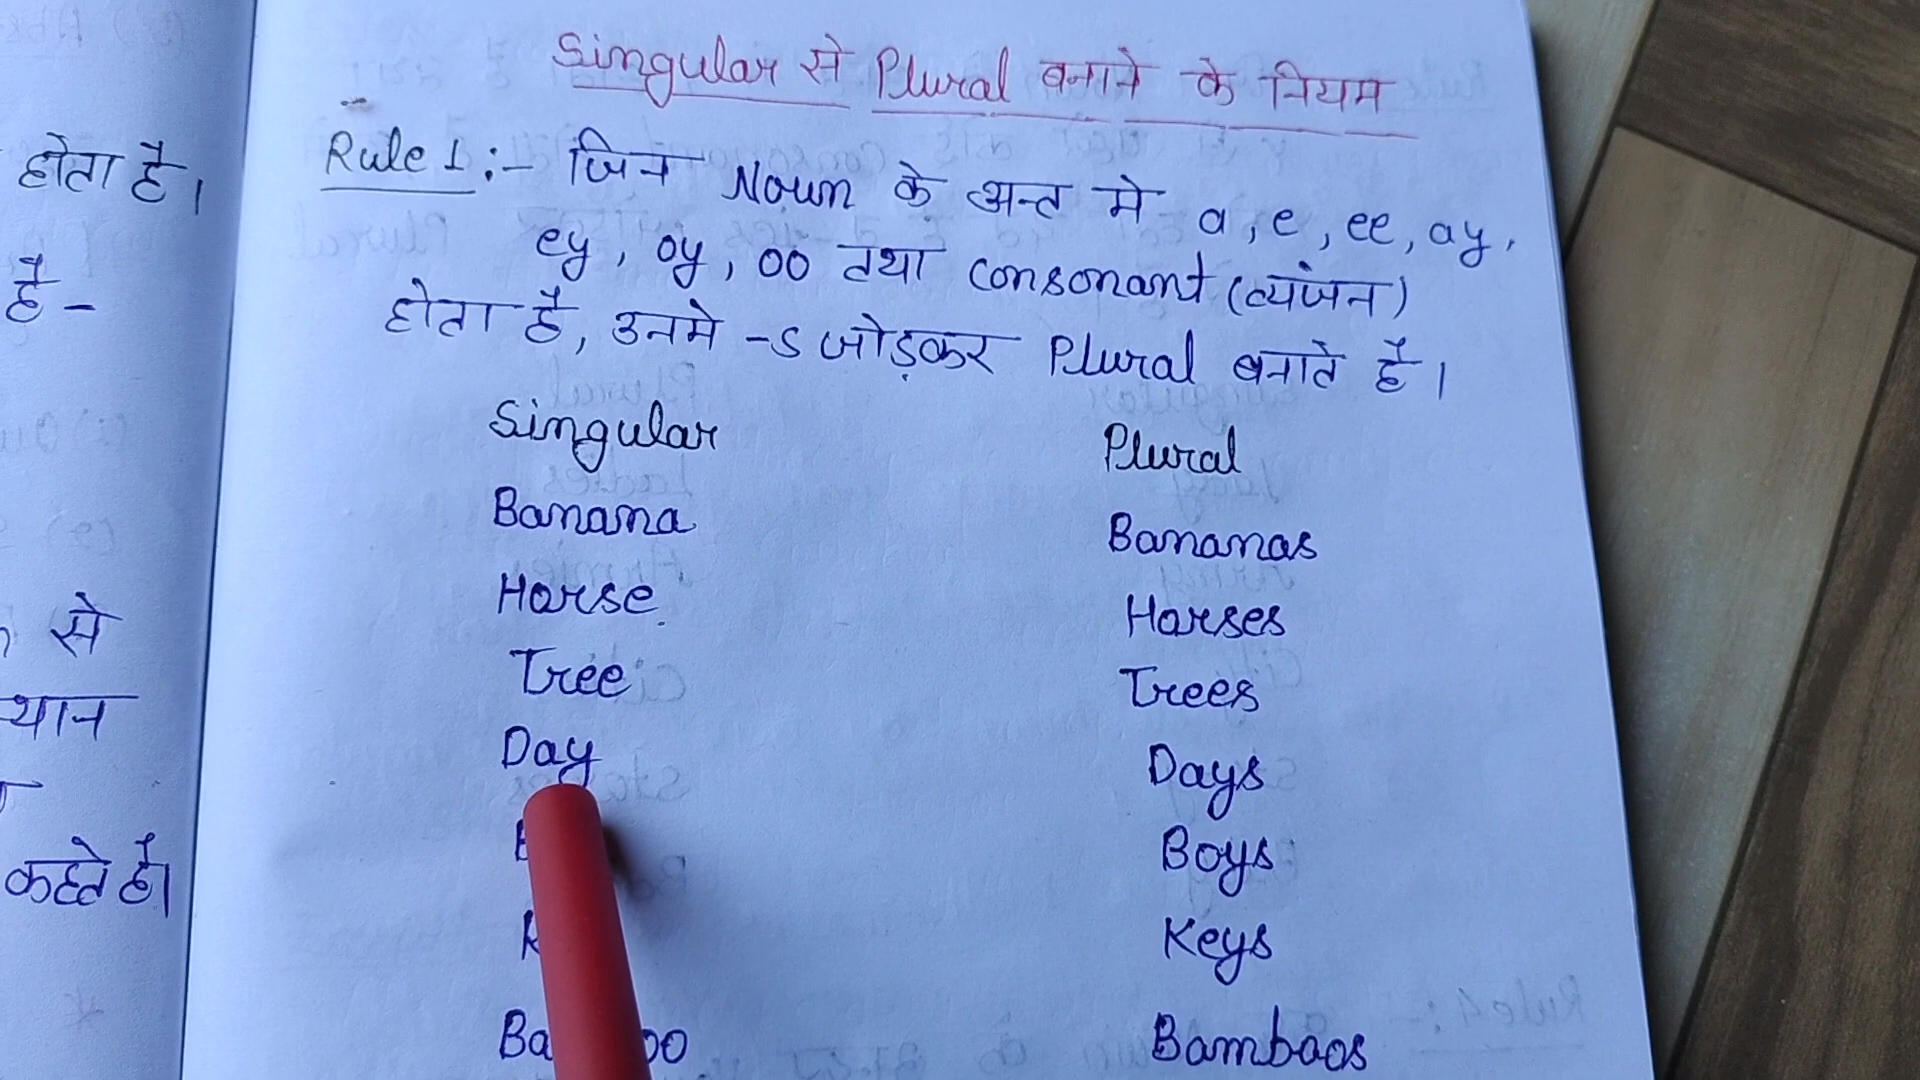 होता है।
है -
से
कहते है।
Singular से Plural बनाने के नियम
Rule 1 :- जिन Noun के अन्त मे a, e, ee, ay,
ey, oy, oo तथा consonant (व्यंजन)
होता है, उनमे -s जोड़कर Plural बनाते है।
Singular Plural
Banana Bananas
Horse Horses
Tree Trees
Day Days
Boys
Keys
Bamboos